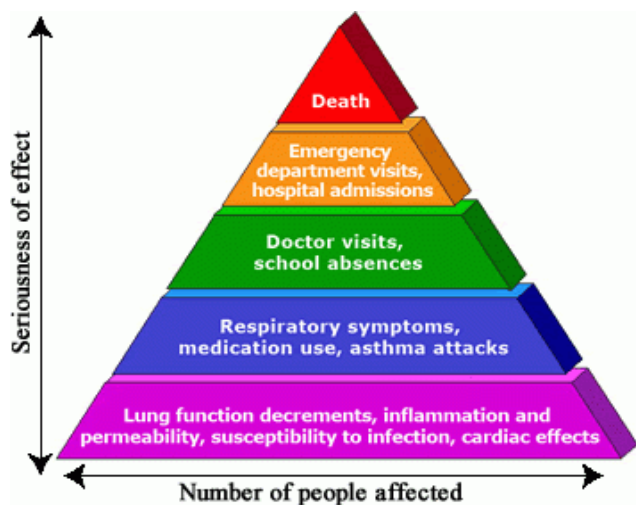 Death
Emergency
department visits,
hospital admissions
Doctor visits,
school absences
Respiratory symptoms,
medication use, asthma attacks
Lung function decrements, inflammation and
permeability, susceptibility to infection, cardiac effects
Seriousness of effect
Number of people affected